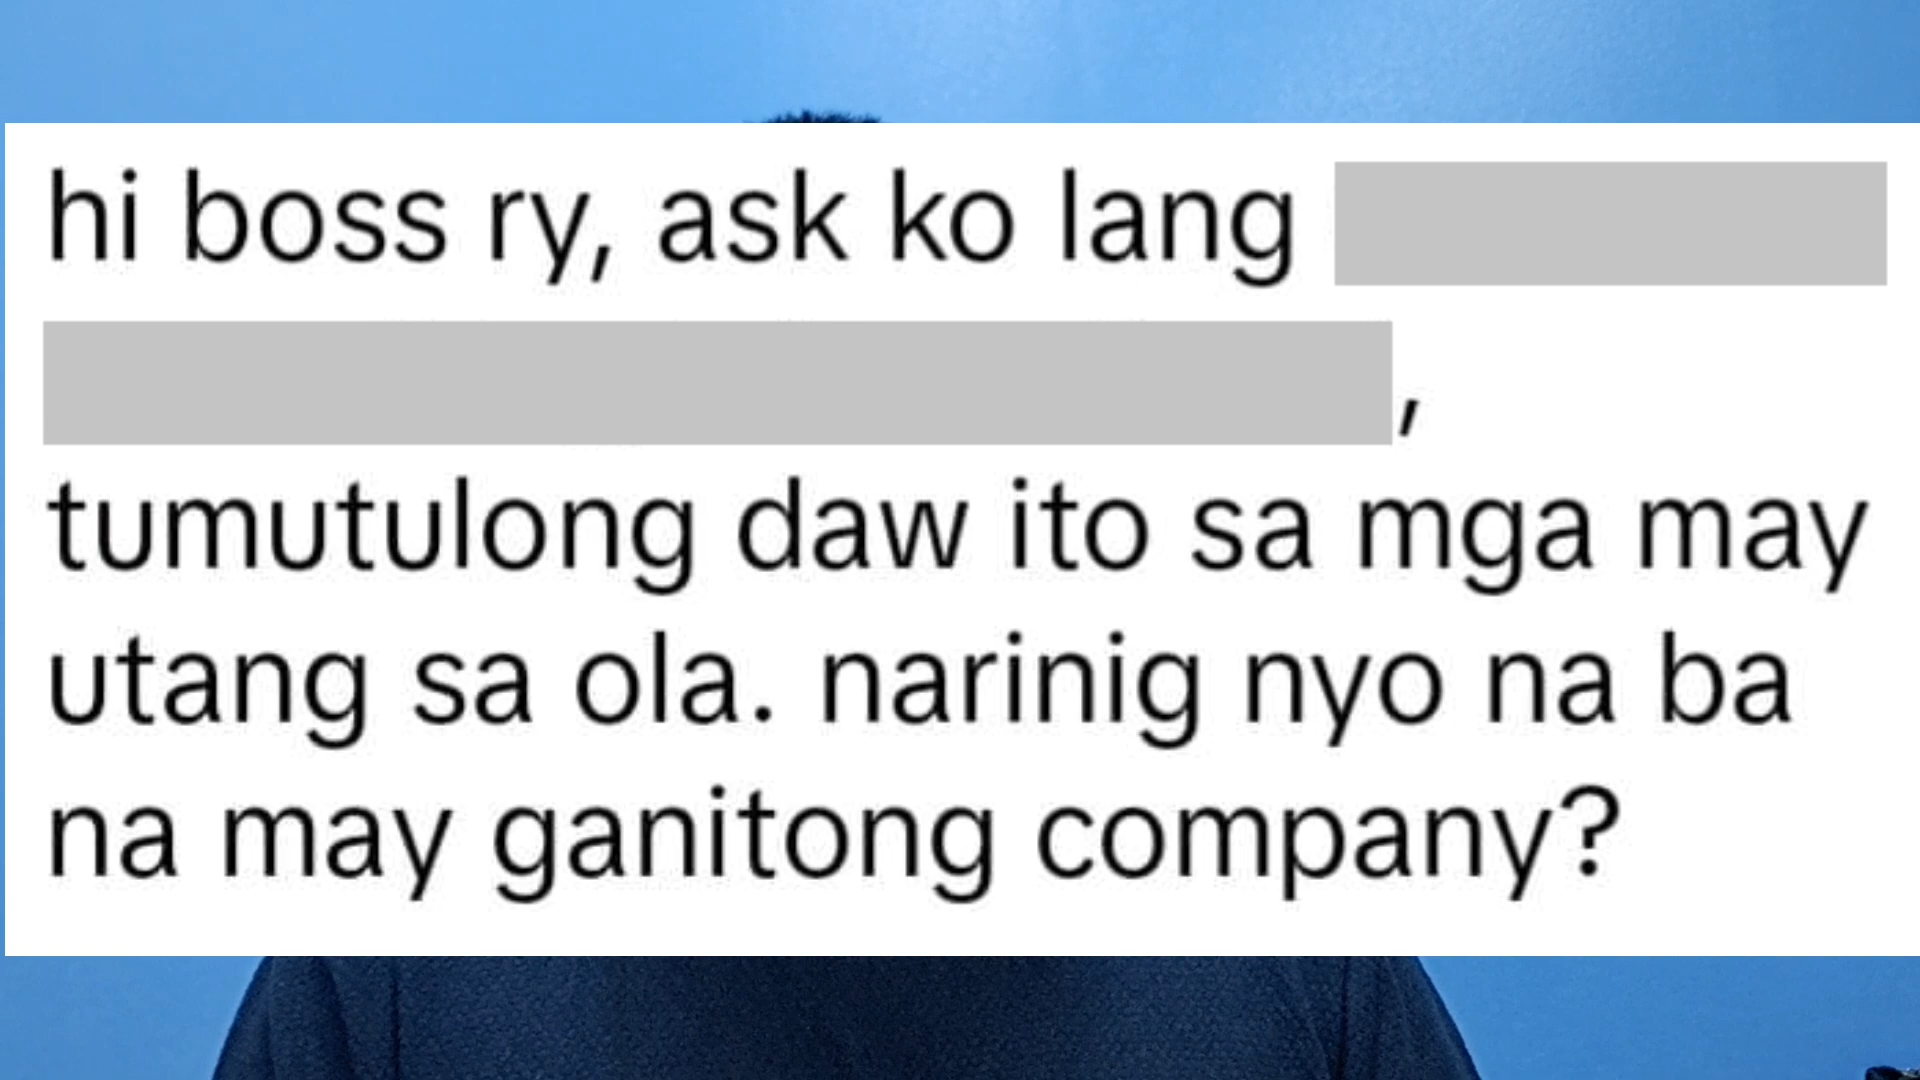 hi boss ry, ask ko lang
,
tumutulong daw ito sa mga may
utang sa ola. narinig nyo na ba
na may ganitong company?